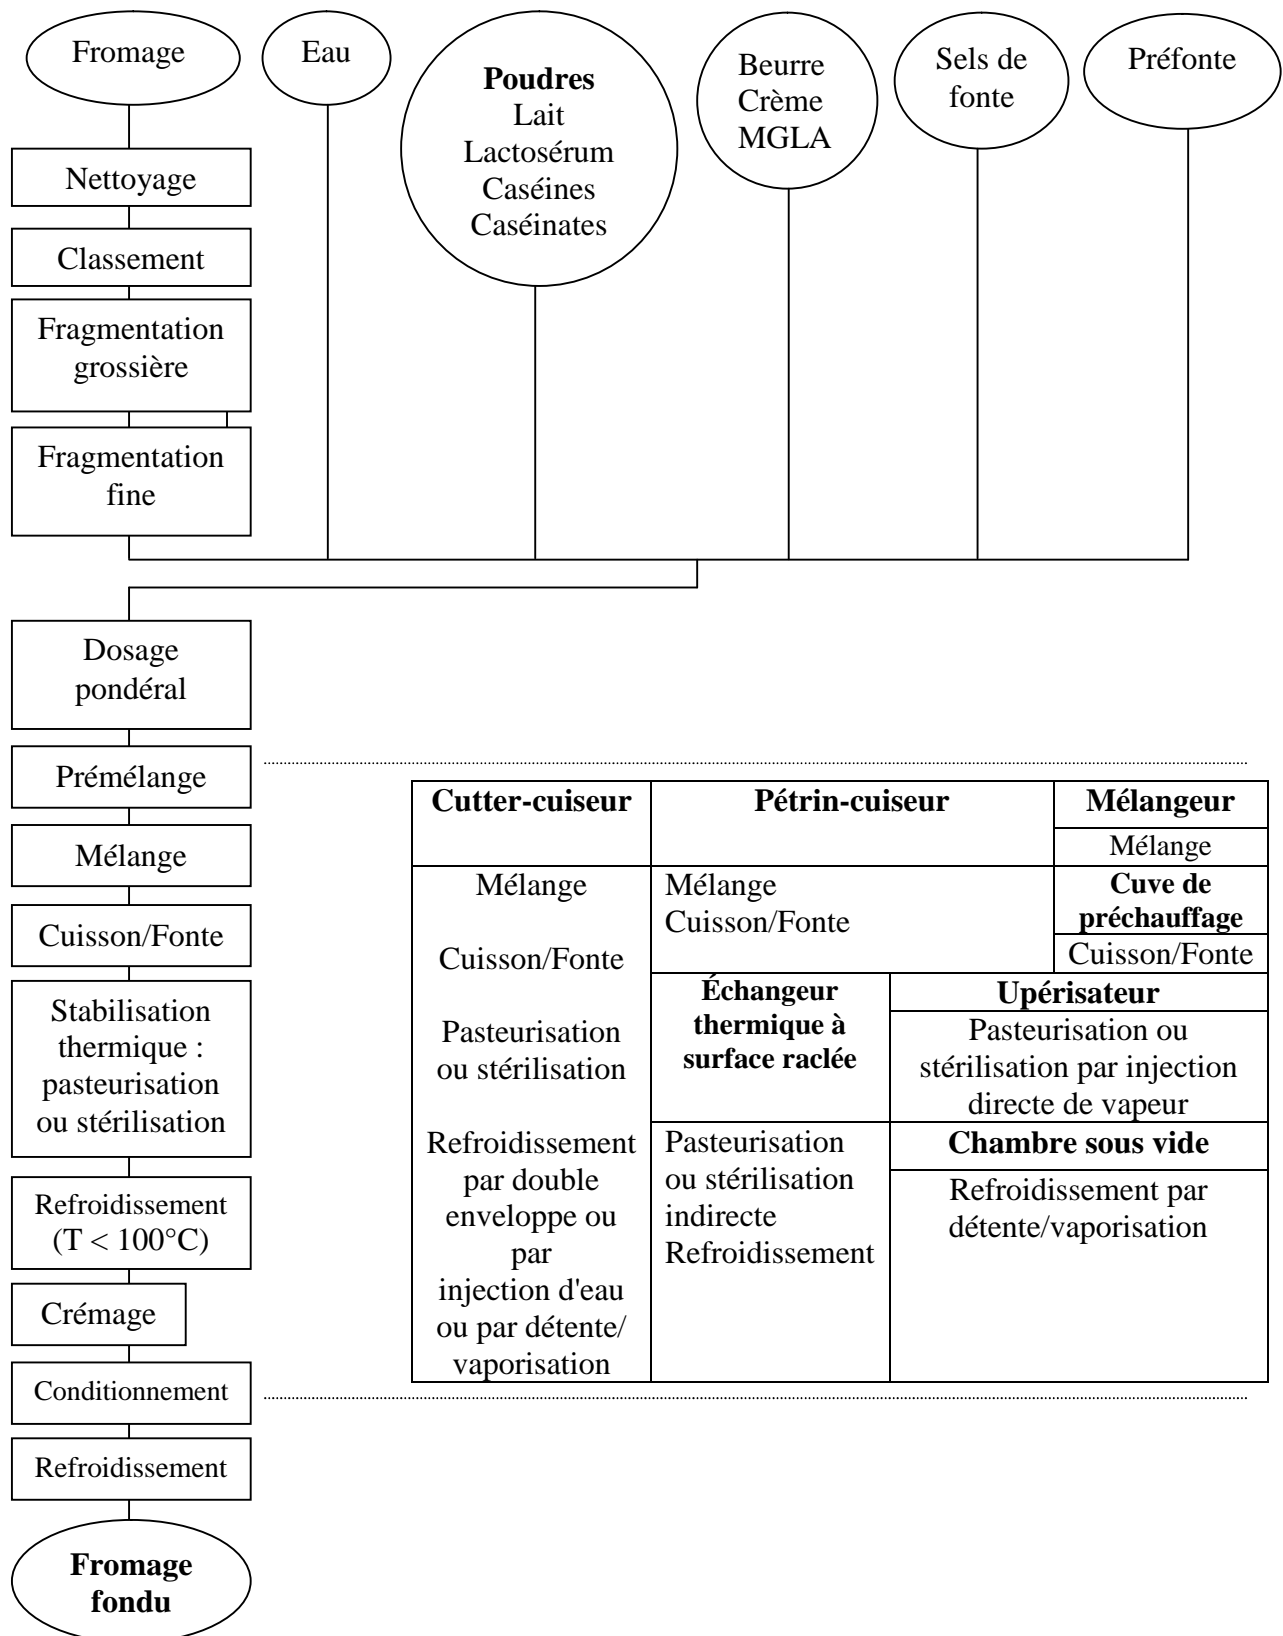 Fromage
Eau
Poudres
Lait
Lactosérum
Caséines
Caséinates
Beurre
Crème
MGLA
Sels de
fonte
Préfonte
Nettoyage
Classement
Fragmentation
grossière
Fragmentation
fine
Dosage
pondéral
Prémélange
Mélange
Cuisson/Fonte
Stabilisation
thermique :
pasteurisation
ou stérilisation
Refroidissement
(T < 100°C)
Crémage
Conditionnement
Refroidissement
Fromage
fondu
Cutter-cuiseur
Mélange
Cuisson/Fonte
Pasteurisation
ou stérilisation
Refroidissement
par double
enveloppe ou
par
injection d'eau
ou par détente/
vaporisation
Pétrin-cuiseur
Mélange
Cuisson/Fonte
Mélangeur
Mélange
Cuve de
préchauffage
Cuisson/Fonte
Échangeur
thermique à
surface raclée
Pasteurisation
ou stérilisation
indirecte
Refroidissement
Upérisateur
Pasteurisation ou
stérilisation par injection
directe de vapeur
Chambre sous vide
Refroidissement par
détente/vaporisation